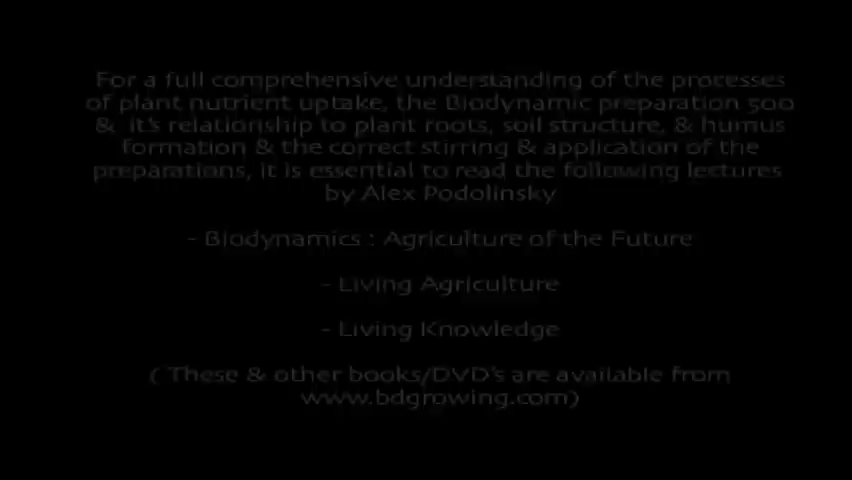 For a full comprehensive understanding of the processes
of plant nutrient uptake, the Biodynamic preparation 500
& it's relationship to plant roots, soil structure, & humus
formation & the correct stirring & application of the
preparations, it is essential to read the following lectures
by Alex Podolinsky
- Biodynamics : Agriculture of the Future
- Living Agriculture
- Living Knowledge
( These & other books/DVD's are available from
www.bdgrowing.com)